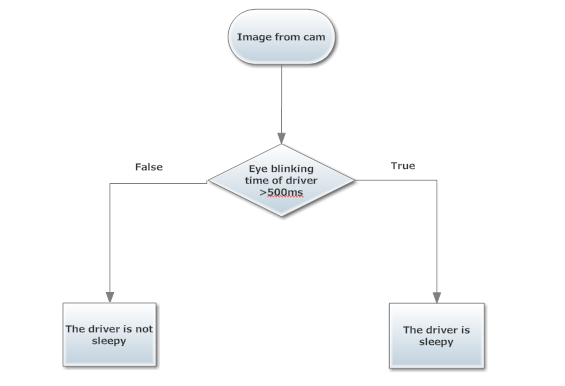 Image from cam
Eye blinking
time of driver
>500ms
False
True
The driver is not
sleepy
The driver is
sleepy